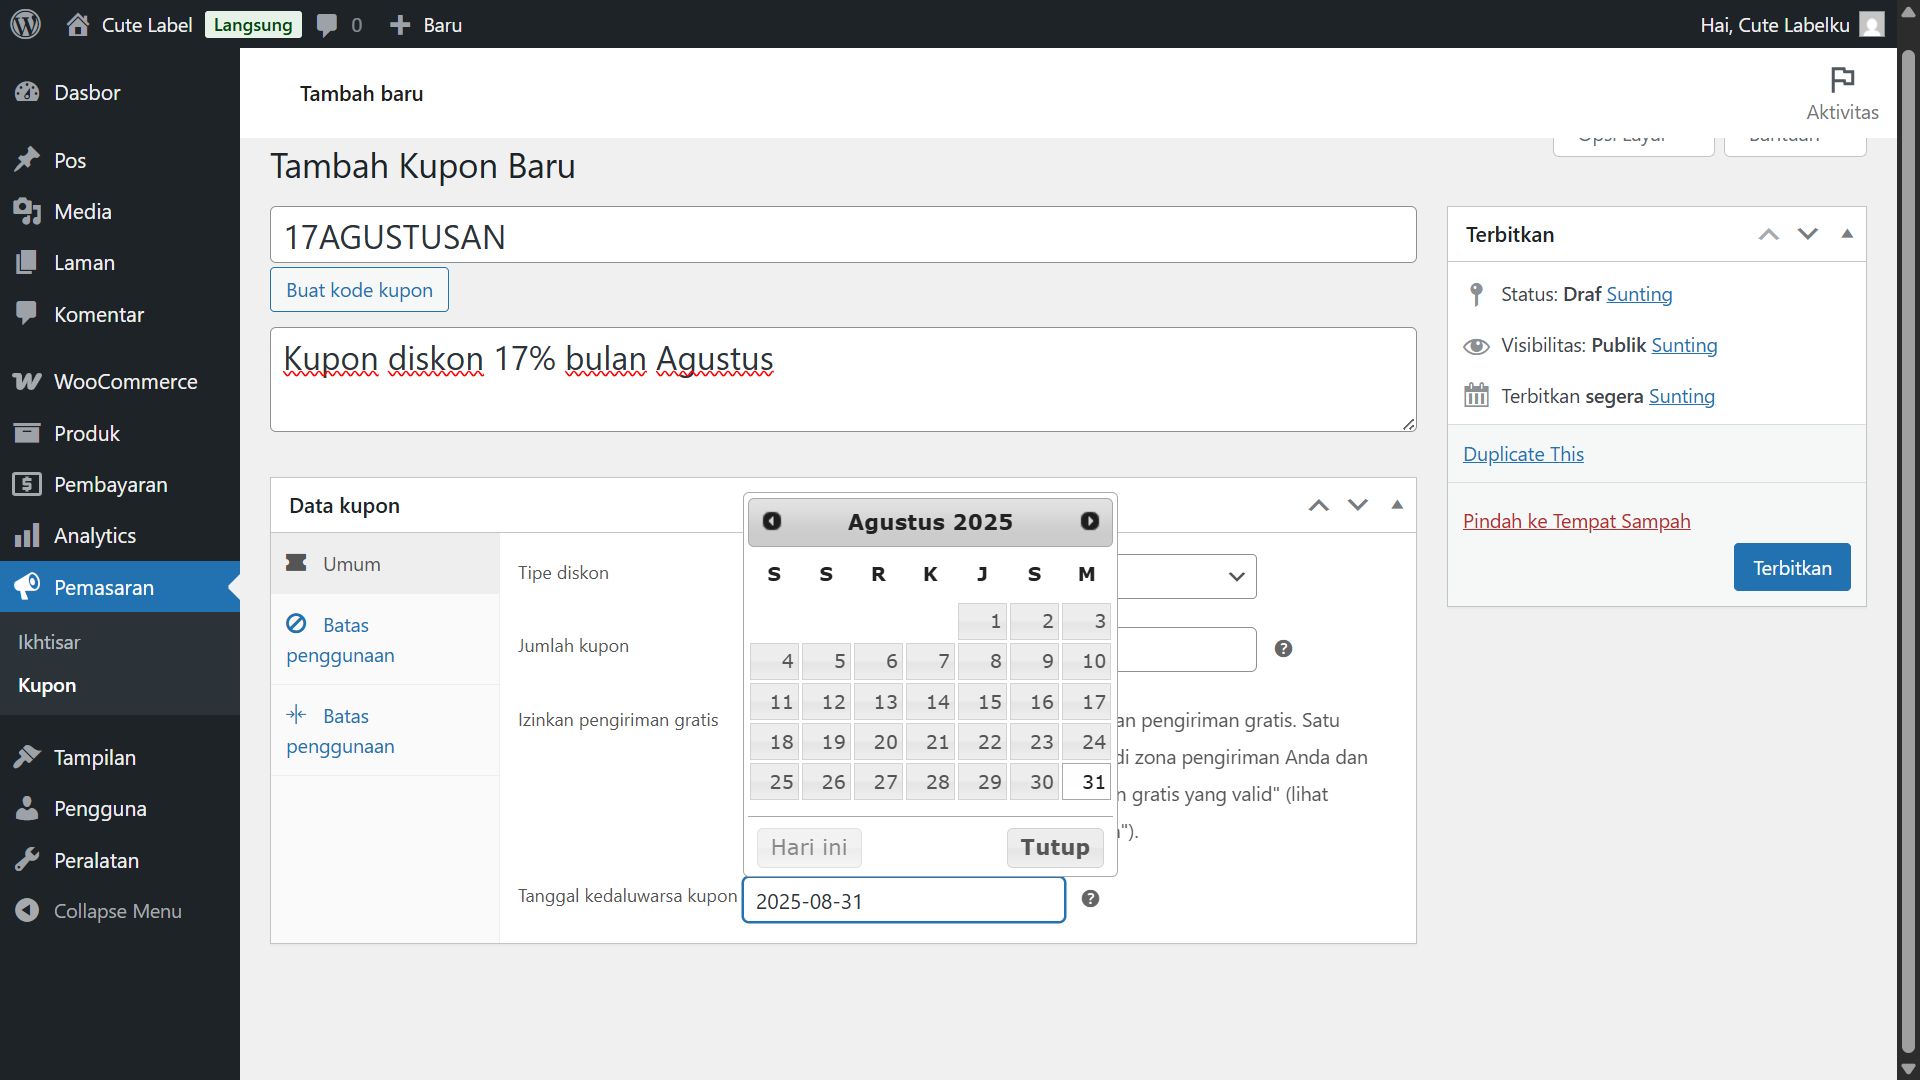 Cute Label Langsung 0 Baru
Hai, Cute Labelku
Dasbor
Pos
Media
Laman
Komentar
WooCommerce
Produk
Pembayaran
Analytics
Pemasaran
Ikhtisar
Kupon
Tampilan
Pengguna
Peralatan
Collapse Menu
Tambah baru
Aktivitas
Opsi Layar
Bantuan
Tambah Kupon Baru
17AGUSTUSAN
Buat kode kupon
Kupon diskon 17% bulan Agustus
Data kupon
Umum
Batas
penggunaan
Batas
penggunaan
Tipe diskon
Jumlah kupon
Izinkan pengiriman gratis
an pengiriman gratis. Satu
di zona pengiriman Anda dan
n gratis yang valid" (lihat
").
Agustus 2025
S S R K J S M
1 2 3
4 5 6 7 8 9 10
11 12 13 14 15 16 17
18 19 20 21 22 23 24
25 26 27 28 29 30 31
Hari ini
Tutup
Tanggal kedaluwarsa kupon
2025-08-31
Terbitkan
Status: Draf Sunting
Visibilitas: Publik Sunting
Terbitkan segera Sunting
Duplicate This
Pindah ke Tempat Sampah
Terbitkan